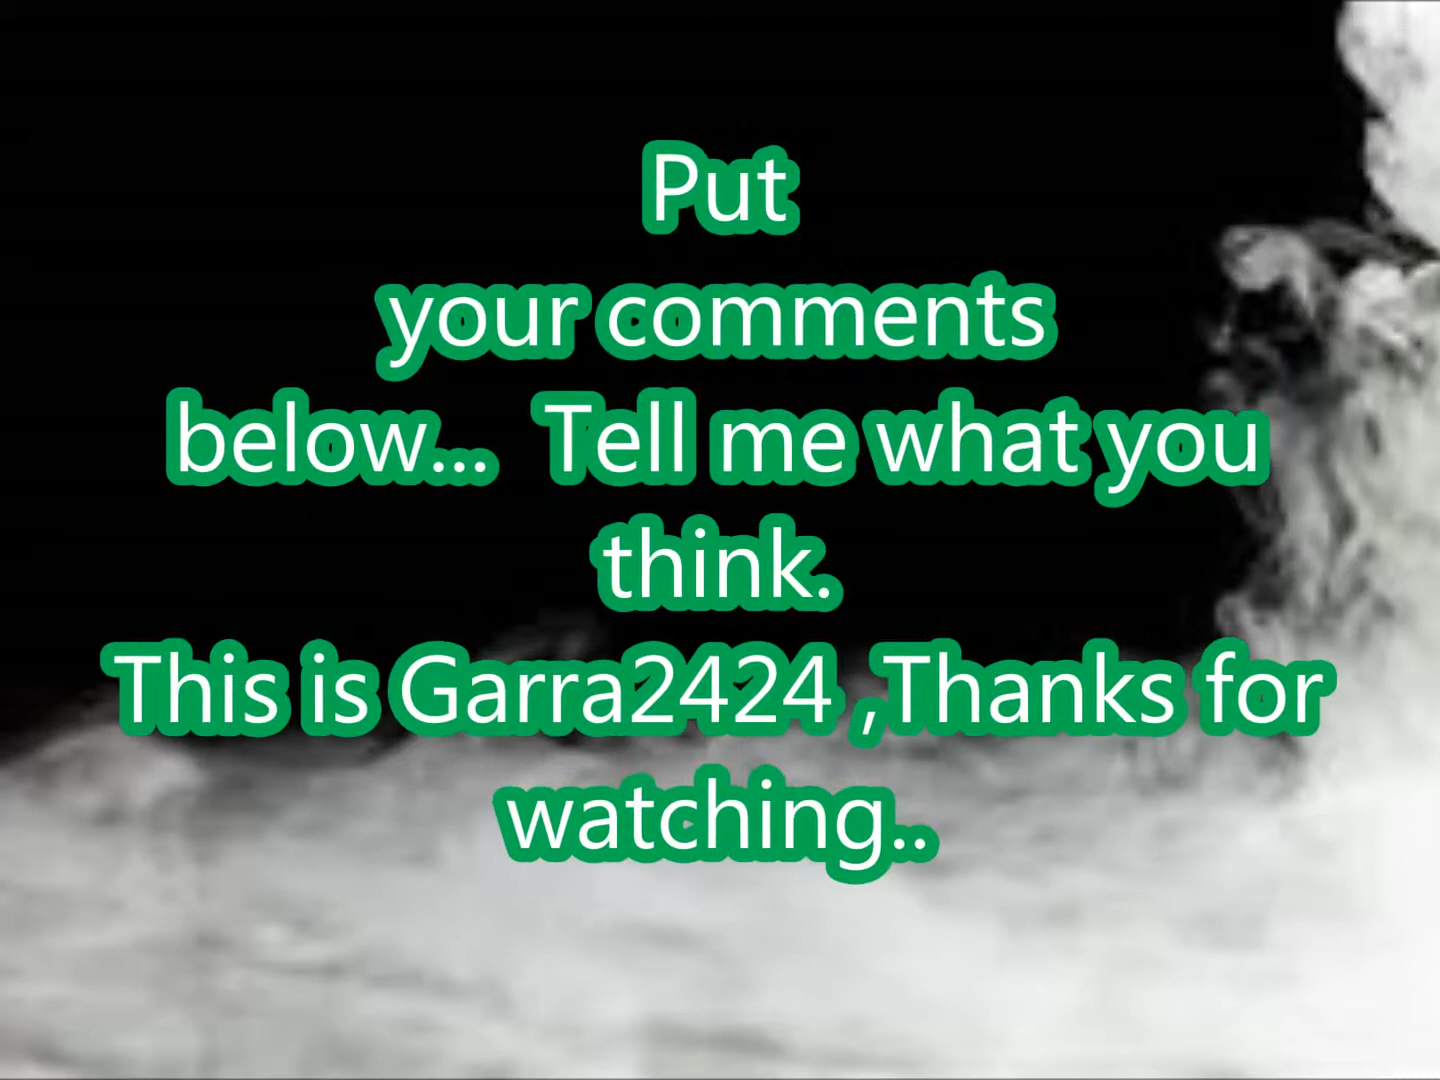 Put
your comments
below...  Tell me what you
think.
This is Garra2424 ,Thanks for
watching..